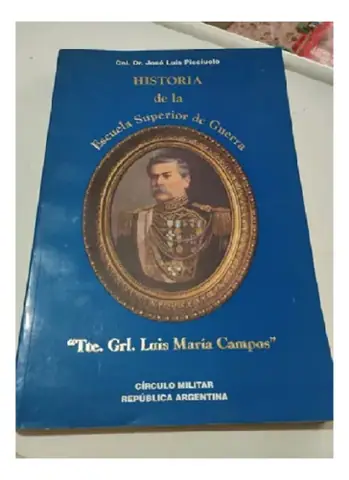 Gnl. Dr. José Luis Picciuolo
HISTORIA
de la
Escuela Superior de Guerra
"Tte. Grl. Luis María Campos"
CÍRCULO MILITAR
REPÚBLICA ARGENTINA